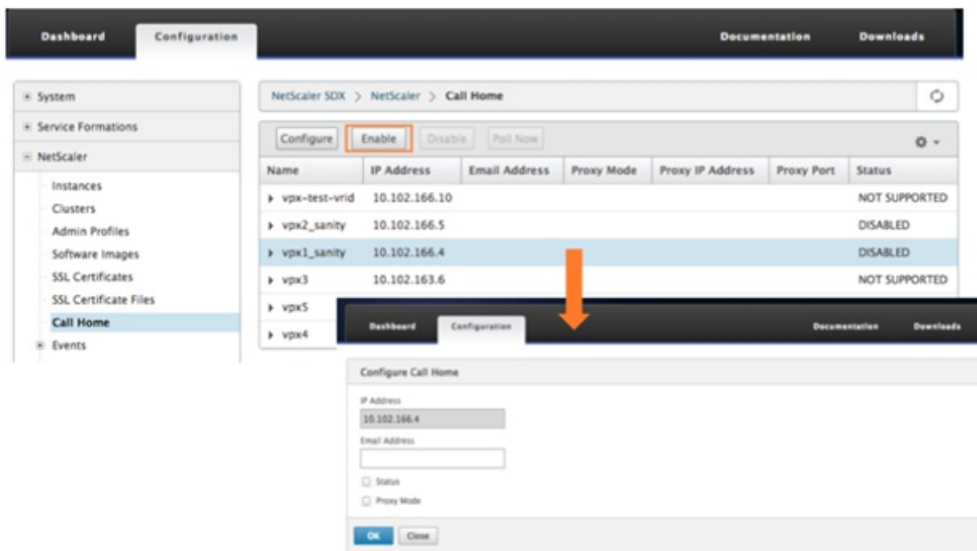 Dashboard Configuration Documentation Downloads
System
Service Formations
NetScaler
Instances
Clusters
Admin Profiles
Software Images
SSL Certificates
SSL Certificate Files
Call Home
Events
NetScaler SDX > NetScaler > Call Home
Configure Enable Disable Poll Now
Name IP Address Email Address Proxy Mode Proxy IP Address Proxy Port Status
vpx-test-vrid 10.102.166.10 NOT SUPPORTED
vpx2_sanity 10.102.166.5 DISABLED
vpx1_sanity 10.102.166.4 DISABLED
vpx3 10.102.163.6 NOT SUPPORTED
vpx5
vpx4
Dashboard Configuration Documentation Downloads
Configure Call Home
IP Address
10.102.166.4
Email Address
Status
Proxy Mode
OK Close